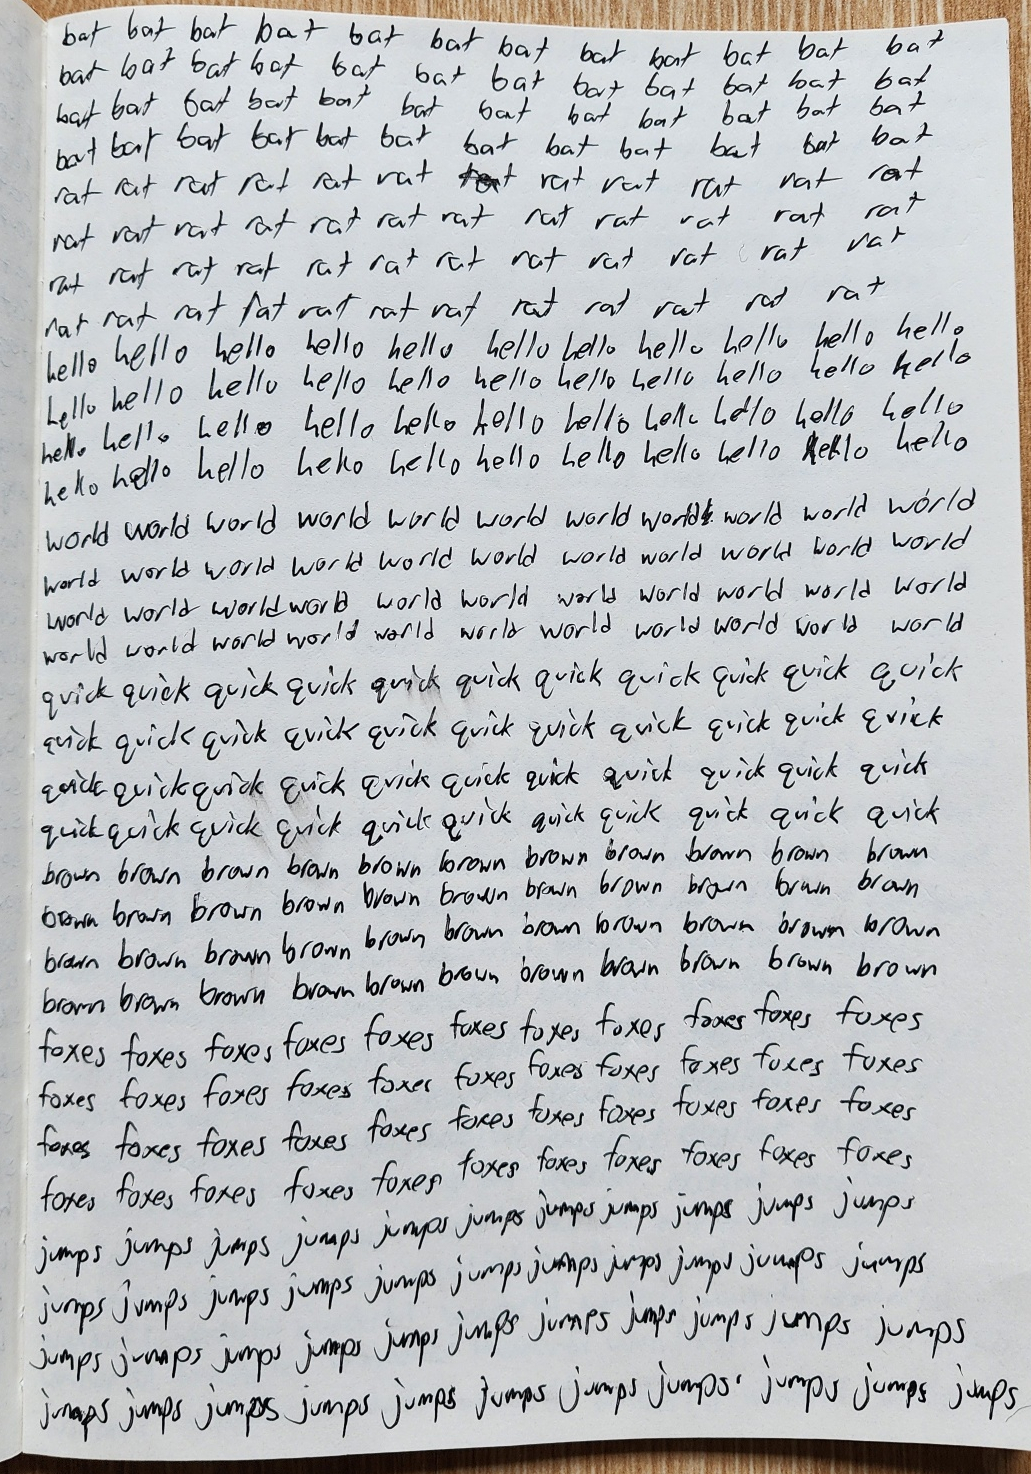 bat bat bat bat bat bat bat bat bat bat bat bat
bat bat bat bat bat bat bat bat bat bat bat bat
bat bat bat bat bat bat bat bat bat bat bat bat
bat bat bat bat bat bat bat bat bat bat bat bat
rat rat rat rat rat rat rat rat rat rat rat
rat rat rat rat rat rat rat rat rat rat rat rat
rat rat rat rat rat rat rat rat rat rat rat rat
rat rat rat rat rat rat rat rat rat rat rat rat
hello hello hello hello hello hello hello hello hello hello hello
hello hello hello hello hello hello hello hello hello hello hello
hello hello hello hello hello hello hello hello hello hello hello
hello hello hello hello hello hello hello hello hello hello hello
world world world world world world world world world world world
world world world world world world world world world world world
world world world world world world world world world world world
world world world world world world world world world world world
quick quick quick quick quick quick quick quick quick quick quick
quick quick quick quick quick quick quick quick quick quick quick
quick quick quick quick quick quick quick quick quick quick quick
quick quick quick quick quick quick quick quick quick quick quick
brown brown brown brown brown brown brown brown brown brown brown
brown brown brown brown brown brown brown brown brown brown brown
brown brown brown brown brown brown brown brown brown brown brown
brown brown brown brown brown brown brown brown brown brown brown
foxes foxes foxes foxes foxes foxes foxes foxes foxes foxes foxes
foxes foxes foxes foxes foxes foxes foxes foxes foxes foxes foxes
foxes foxes foxes foxes foxes foxes foxes foxes foxes foxes foxes
foxes foxes foxes foxes foxes foxes foxes foxes foxes foxes foxes
jumps jumps jumps jumps jumps jumps jumps jumps jumps jumps jumps
jumps jumps jumps jumps jumps jumps jumps jumps jumps jumps jumps
jumps jumps jumps jumps jumps jumps jumps jumps jumps jumps jumps
jumps jumps jumps jumps jumps jumps jumps jumps jumps jumps jumps